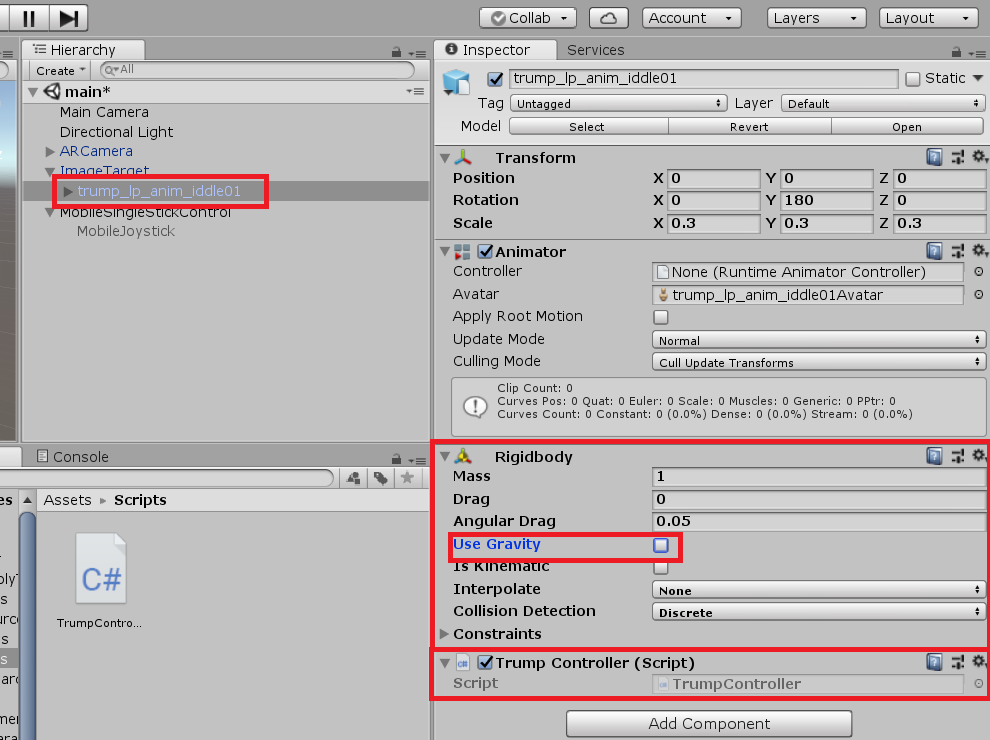 Collab
Account
Layers
Layout
Hierarchy
Create
All
main*
Main Camera
Directional Light
ARCamera
ImageTarget
trump_lp_anim_iddle01
MobileSingleStickControl
MobileJoystick
Console
Assets ▸ Scripts
C#
TrumpContro...
Inspector Services
trump_lp_anim_iddle01 Static
Tag Untagged Layer Default
Model Select Revert Open
Transform
Position X 0 Y 0 Z 0
Rotation X 0 Y 180 Z 0
Scale X 0.3 Y 0.3 Z 0.3
Animator
Controller None (Runtime Animator Controller)
Avatar trump_lp_anim_iddle01Avatar
Apply Root Motion
Update Mode Normal
Culling Mode Cull Update Transforms
Clip Count: 0
Curves Pos: 0 Quat: 0 Euler: 0 Scale: 0 Muscles: 0 Generic: 0 PPtr: 0
Curves Count: 0 Constant: 0 (0.0%) Dense: 0 (0.0%) Stream: 0 (0.0%)
Rigidbody
Mass 1
Drag 0
Angular Drag 0.05
Use Gravity
Is Kinematic
Interpolate None
Collision Detection Discrete
Constraints
Trump Controller (Script)
Script TrumpController
Add Component